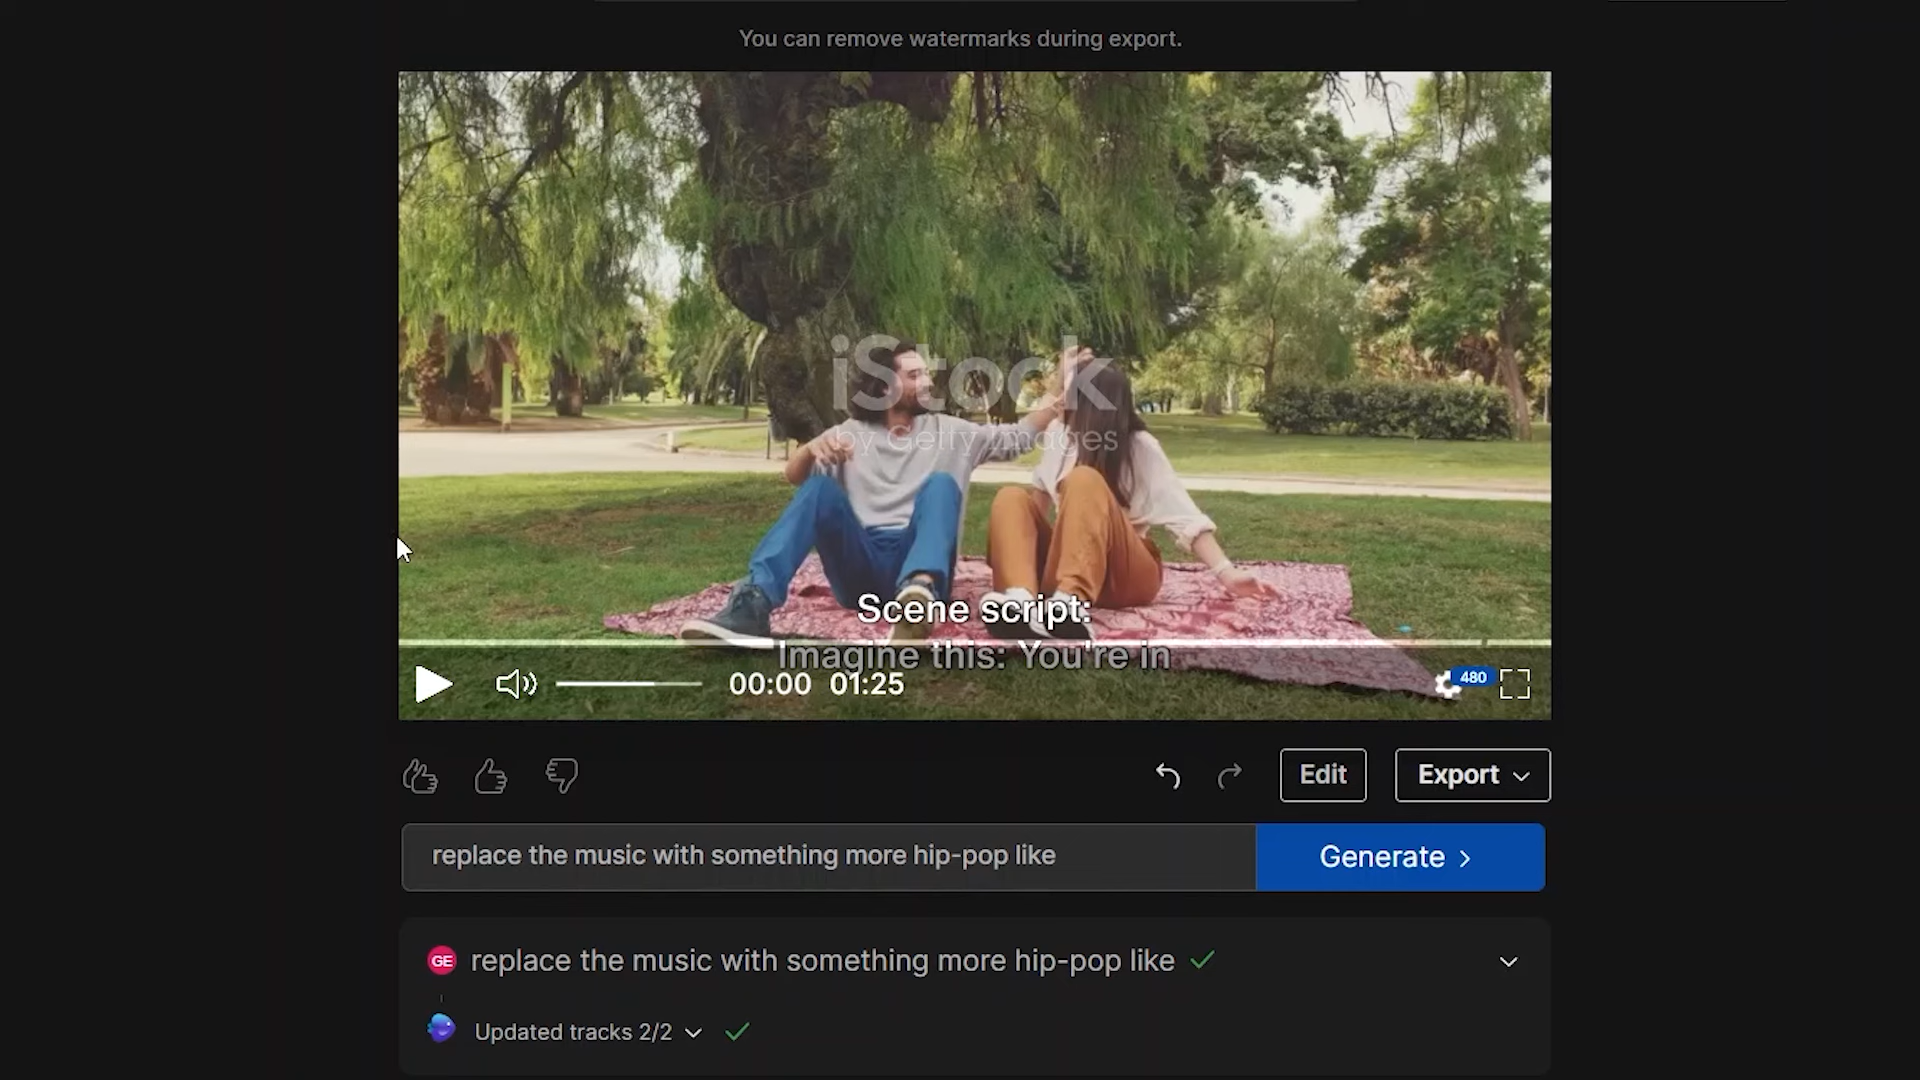 You can remove watermarks during export.
iStock
by Getty Images
Scene script:
Imagine this: You're in
00:00 01:25
480
Edit
Export
replace the music with something more hip-pop like
Generate
GE replace the music with something more hip-pop like
Updated tracks 2/2